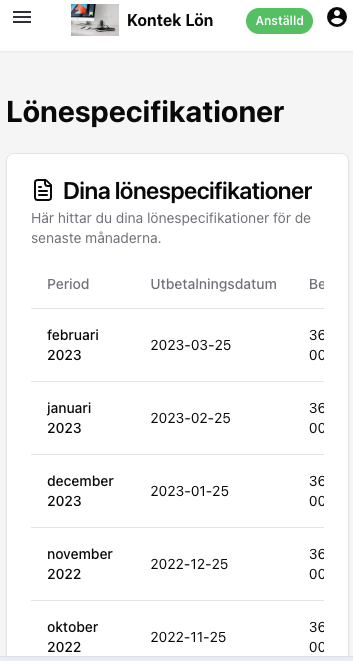 Kontek Lön
Anställd
Lönespecifikationer
Dina lönespecifikationer
Här hittar du dina lönespecifikationer för de
senaste månaderna.
Period Utbetalningsdatum Be
februari
2023 2023-03-25 36
00
januari
2023 2023-02-25 36
00
december
2023 2023-01-25 36
00
november
2022 2022-12-25 36
00
oktober
2022 2022-11-25 36
00